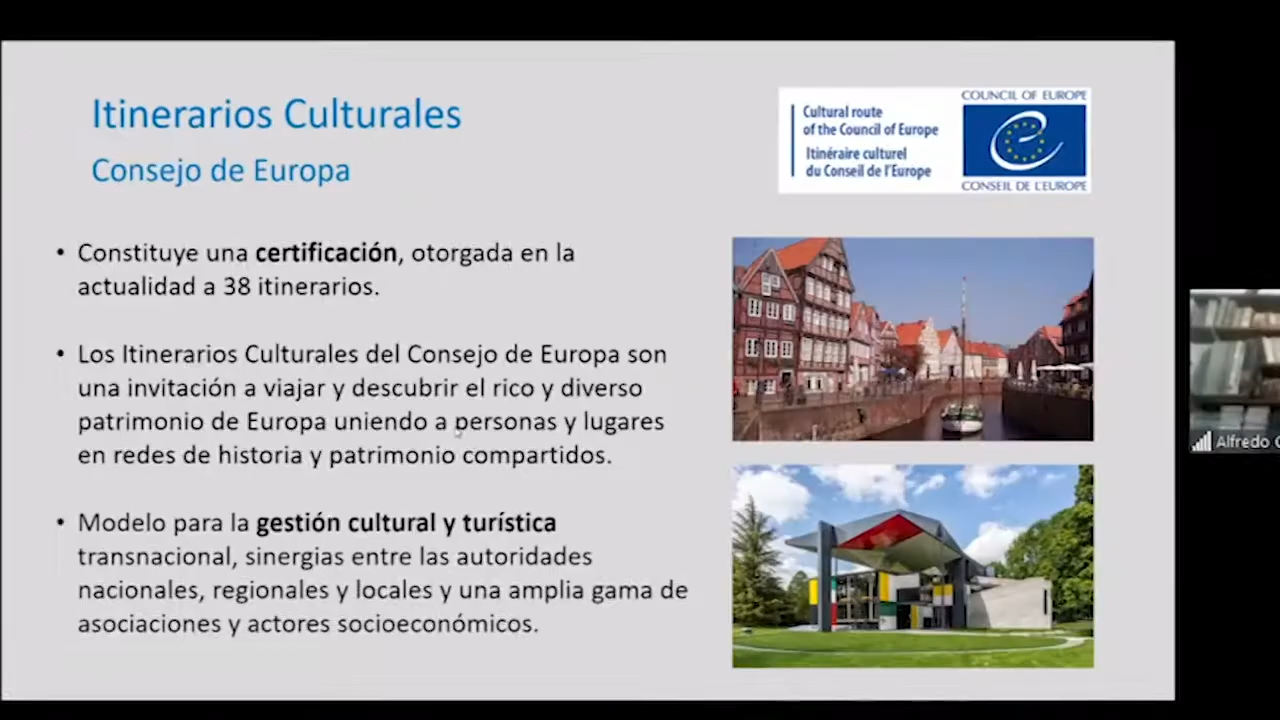 Itinerarios Culturales
Consejo de Europa
Cultural route
of the Council of Europe
Itinéraire culturel
du Conseil de l'Europe
COUNCIL OF EUROPE
CONSEIL DE L'EUROPE
• Constituye una certificación, otorgada en la
actualidad a 38 itinerarios.
• Los Itinerarios Culturales del Consejo de Europa son
una invitación a viajar y descubrir el rico y diverso
patrimonio de Europa uniendo a personas y lugares
en redes de historia y patrimonio compartidos.
• Modelo para la gestión cultural y turística
transnacional, sinergias entre las autoridades
nacionales, regionales y locales y una amplia gama de
asociaciones y actores socioeconómicos.
Alfredo